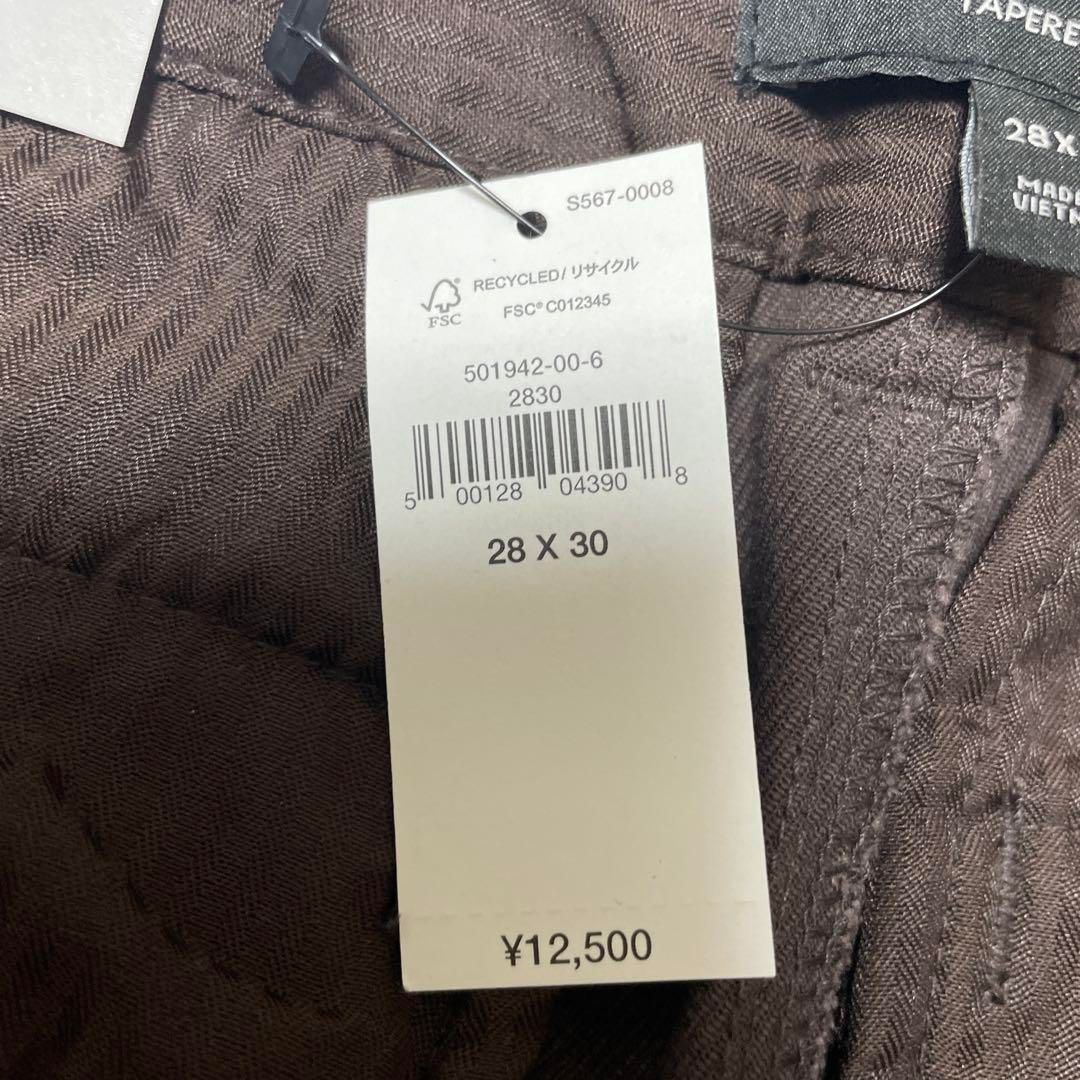 TAPERE
28 X
MADE
VIETN
S567-0008
RECYCLED/リサイクル
FSC® C012345
FSC
501942-00-6
2830
5 00128 04390 8
28 X 30
¥12,500